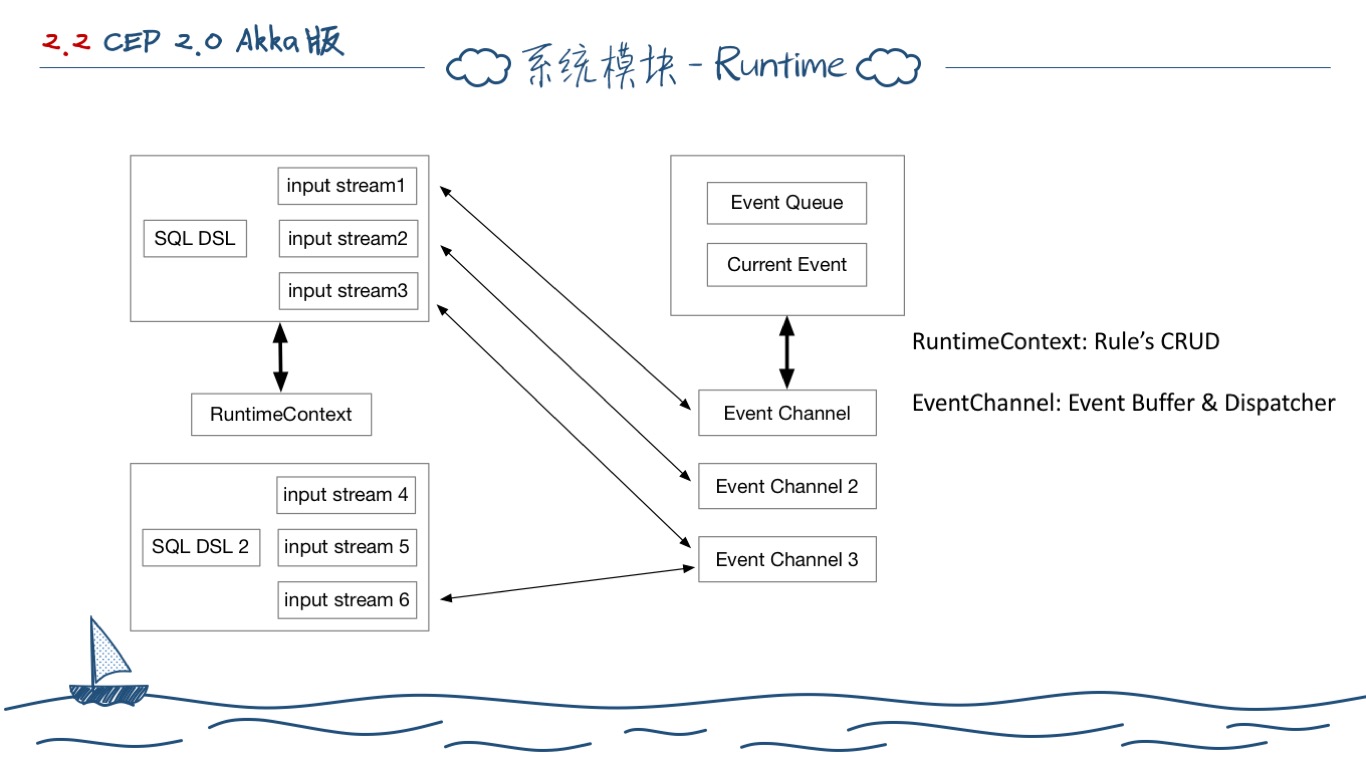 2.2 CEP 2.0 Akka版
系统模块 - Runtime
input stream1
SQL DSL
input stream2
input stream3
RuntimeContext
input stream 4
SQL DSL 2
input stream 5
input stream 6
Event Queue
Current Event
Event Channel
Event Channel 2
Event Channel 3
RuntimeContext: Rule’s CRUD
EventChannel: Event Buffer & Dispatcher